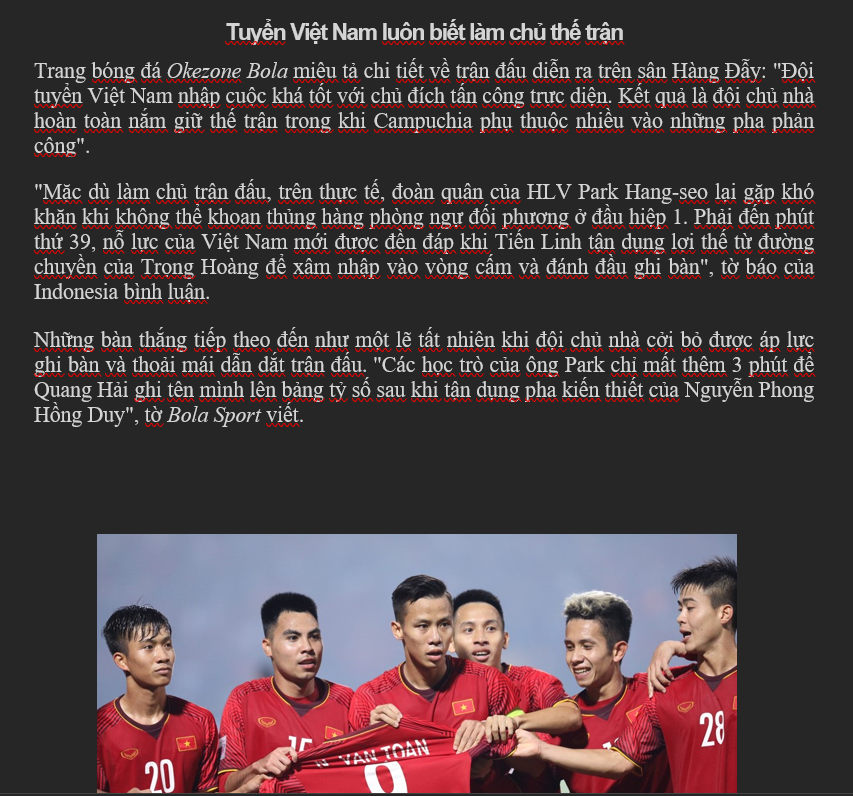 Tuyển Việt Nam luôn biết làm chủ thế trận
Trang bóng đá Okezone Bola miêu tả chi tiết về trận đấu diễn ra trên sân Hàng Đẫy: "Đội
tuyển Việt Nam nhập cuộc khá tốt với chủ đích tấn công trực diện. Kết quả là đội chủ nhà
hoàn toàn nắm giữ thế trận trong khi Campuchia phụ thuộc nhiều vào những pha phản
công".
"Mặc dù làm chủ trận đấu, trên thực tế, đoàn quân của HLV Park Hang-seo lại gặp khó
khăn khi không thể khoan thủng hàng phòng ngự đối phương ở đầu hiệp 1. Phải đến phút
thứ 39, nỗ lực của Việt Nam mới được đền đáp khi Tiến Linh tận dụng lợi thế từ đường
chuyền của Trọng Hoàng để xâm nhập vào vòng cấm và đánh đầu ghi bàn", tờ báo của
Indonesia bình luận.
Những bàn thắng tiếp theo đến như một lẽ tất nhiên khi đội chủ nhà cởi bỏ được áp lực
ghi bàn và thoải mái dẫn dắt trận đấu. "Các học trò của ông Park chỉ mất thêm 3 phút để
Quang Hải ghi tên mình lên bảng tỷ số sau khi tận dụng pha kiến thiết của Nguyễn Phong
Hồng Duy", tờ Bola Sport viết.
28
N. VAN TOAN
20
15
9